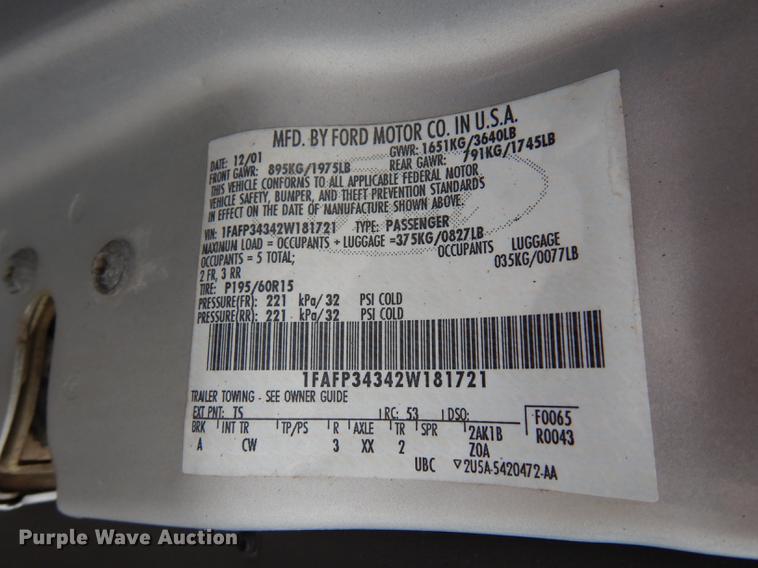 MFD. BY FORD MOTOR CO. IN U.S.A.
DATE: 12/01 GVWR: 1651KG/3640LB
FRONT GAWR: 895KG/1975LB REAR GAWR: 791KG/1745LB
THIS VEHICLE CONFORMS TO ALL APPLICABLE FEDERAL MOTOR
VEHICLE SAFETY, BUMPER, AND THEFT PREVENTION STANDARDS
IN EFFECT ON THE DATE OF MANUFACTURE SHOWN ABOVE.
VIN: 1FAFP34342W181721 TYPE: PASSENGER
MAXIMUM LOAD = OCCUPANTS + LUGGAGE =375KG/0827LB
OCCUPANTS = 5 TOTAL; OCCUPANTS LUGGAGE
2 FR, 3 RR 035KG/0077LB
TIRE: P195/60R15
PRESSURE(FR): 221 kPa/32 PSI COLD
PRESSURE(RR): 221 kPa/32 PSI COLD
1FAFP34342W181721
TRAILER TOWING - SEE OWNER GUIDE
EXT PNT: TS RC: 53 DSO: F0065
BRK INT TR TP/PS R AXLE TR SPR 2AK1B R0043
A CW 3 XX 2 Z0A
UBC ▽2U5A-5420472-AA
Purple Wave Auction